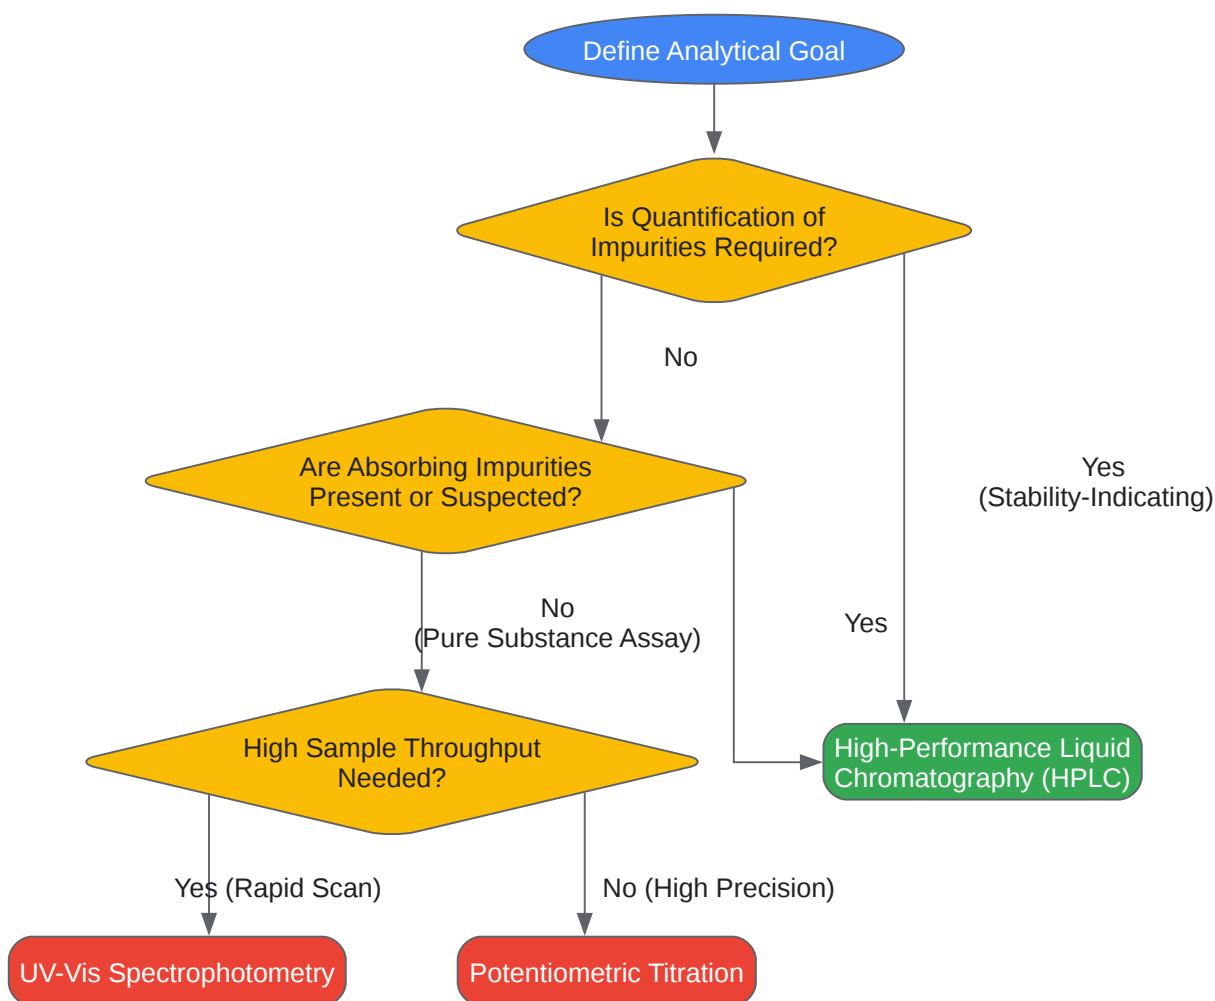 Define Analytical Goal
Is Quantification of
Impurities Required?
No
Yes
(Stability-Indicating)
Are Absorbing Impurities
Present or Suspected?
No
(Pure Substance Assay)
Yes
High Sample Throughput
Needed?
High-Performance Liquid
Chromatography (HPLC)
Yes (Rapid Scan)
No (High Precision)
UV-Vis Spectrophotometry
Potentiometric Titration